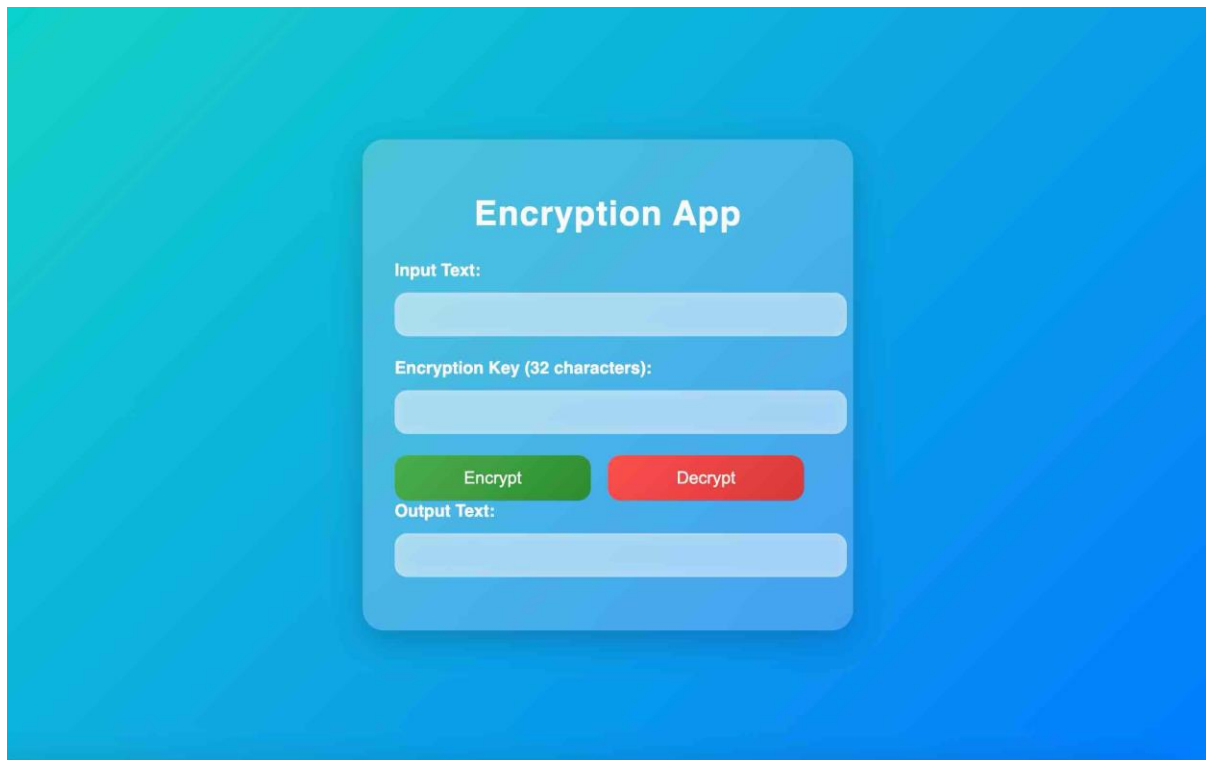 Encryption App
Input Text:
Encryption Key (32 characters):
Encrypt Decrypt
Output Text: